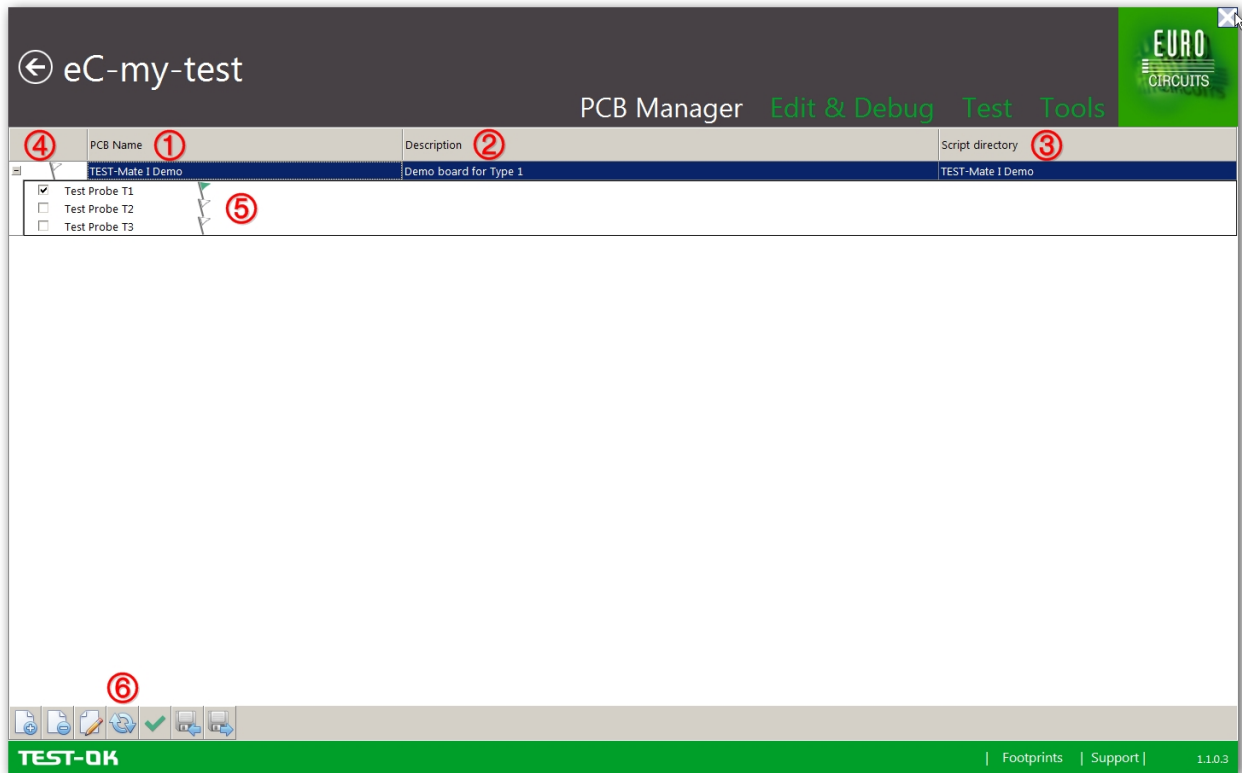 eC-my-test
EURO
CIRCUITS
PCB Manager Edit & Debug Test Tools
④ PCB Name ① Description ② Script directory ③
TEST-Mate I Demo Demo board for Type 1 TEST-Mate I Demo
Test Probe T1
Test Probe T2 ⑤
Test Probe T3
⑥
TEST-OK | Footprints | Support | 1.1.0.3